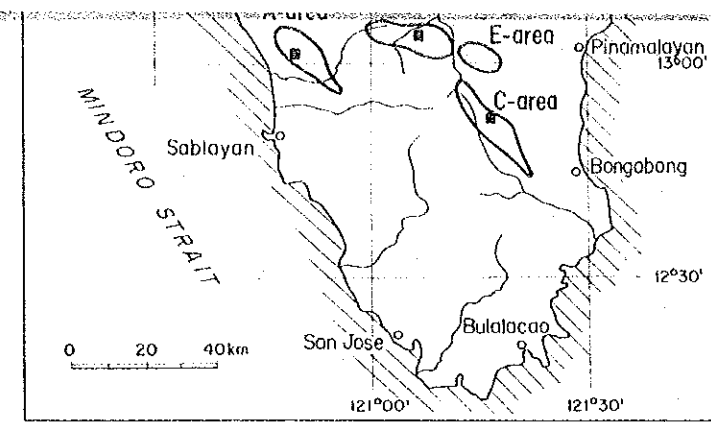 A-area
E-area
Pinamalayan
13°00'
C-area
MINDORO STRAIT
Sablayan
Bongabong
12°30'
0 20 40km
San Jose
Bulalacao
121°00'
121°30'